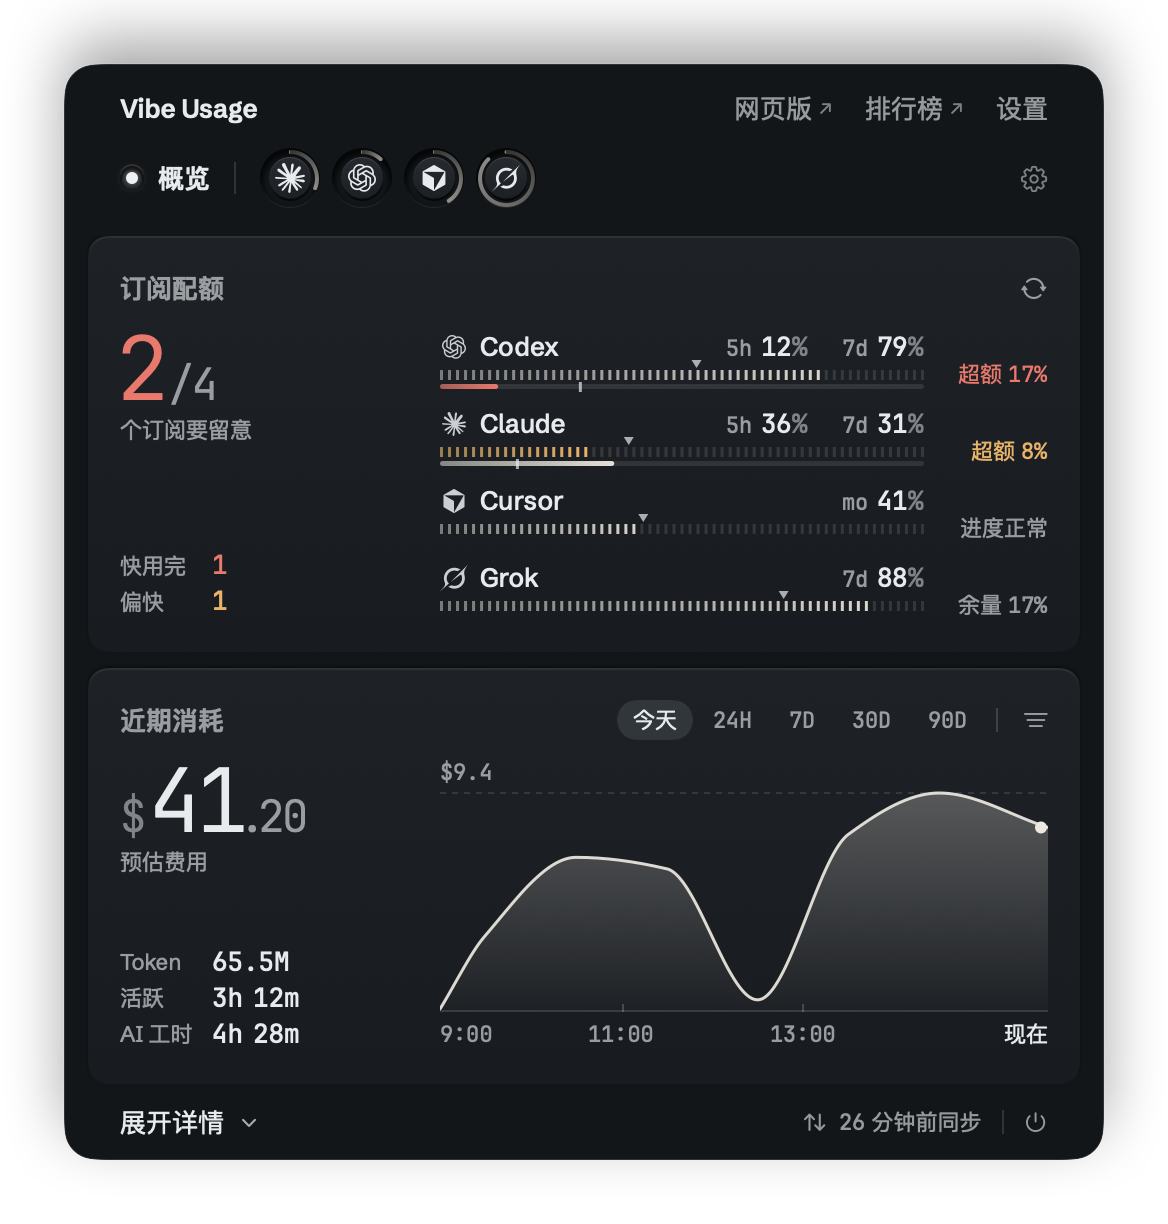 Vibe Usage 网页版 ↗ 排行榜 ↗ 设置
概览
订阅配额
2/4
个订阅要留意
快用完 1
偏快 1
Codex 5h 12% 7d 79%
超额 17%
Claude 5h 36% 7d 31%
超额 8%
Cursor mo 41%
进度正常
Grok 7d 88%
余量 17%
近期消耗 今天 24H 7D 30D 90D
$41.20
预估费用
Token 65.5M
活跃 3h 12m
AI 工时 4h 28m
$9.4
9:00 11:00 13:00 现在
展开详情 26 分钟前同步